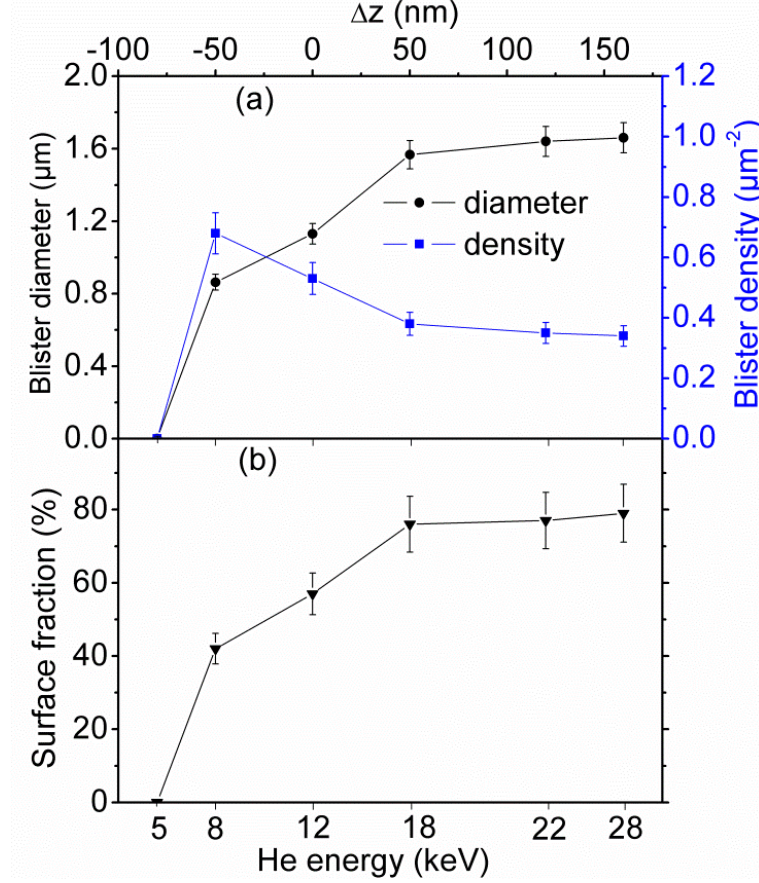 Δz (nm)
-100 -50 0 50 100 150
2.0 1.2
(a)
1.6 1.0
diameter
0.8
1.2
density
0.6
0.8
0.4
0.4
0.2
0.0 0.0
Blister diameter (μm)
Blister density (μm⁻²)
(b)
80
60
40
20
0
Surface fraction (%)
5 8 12 18 22 28
He energy (keV)